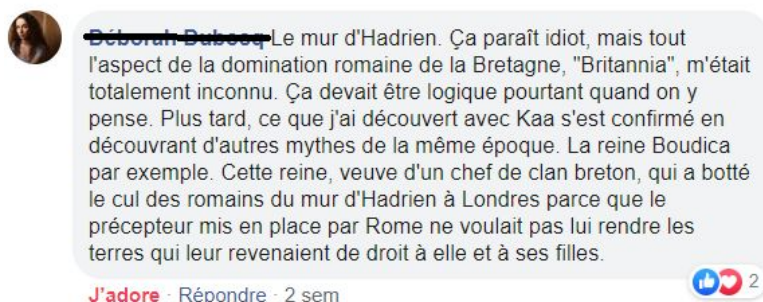 Le mur d'Hadrien. Ça paraît idiot, mais tout
l'aspect de la domination romaine de la Bretagne, "Britannia", m'était
totalement inconnu. Ça devait être logique pourtant quand on y
pense. Plus tard, ce que j'ai découvert avec Kaa s'est confirmé en
découvrant d'autres mythes de la même époque. La reine Boudica
par exemple. Cette reine, veuve d'un chef de clan breton, qui a botté
le cul des romains du mur d'Hadrien à Londres parce que le
précepteur mis en place par Rome ne voulait pas lui rendre les
terres qui leur revenaient de droit à elle et à ses filles.
J'adore · Répondre · 2 sem
2